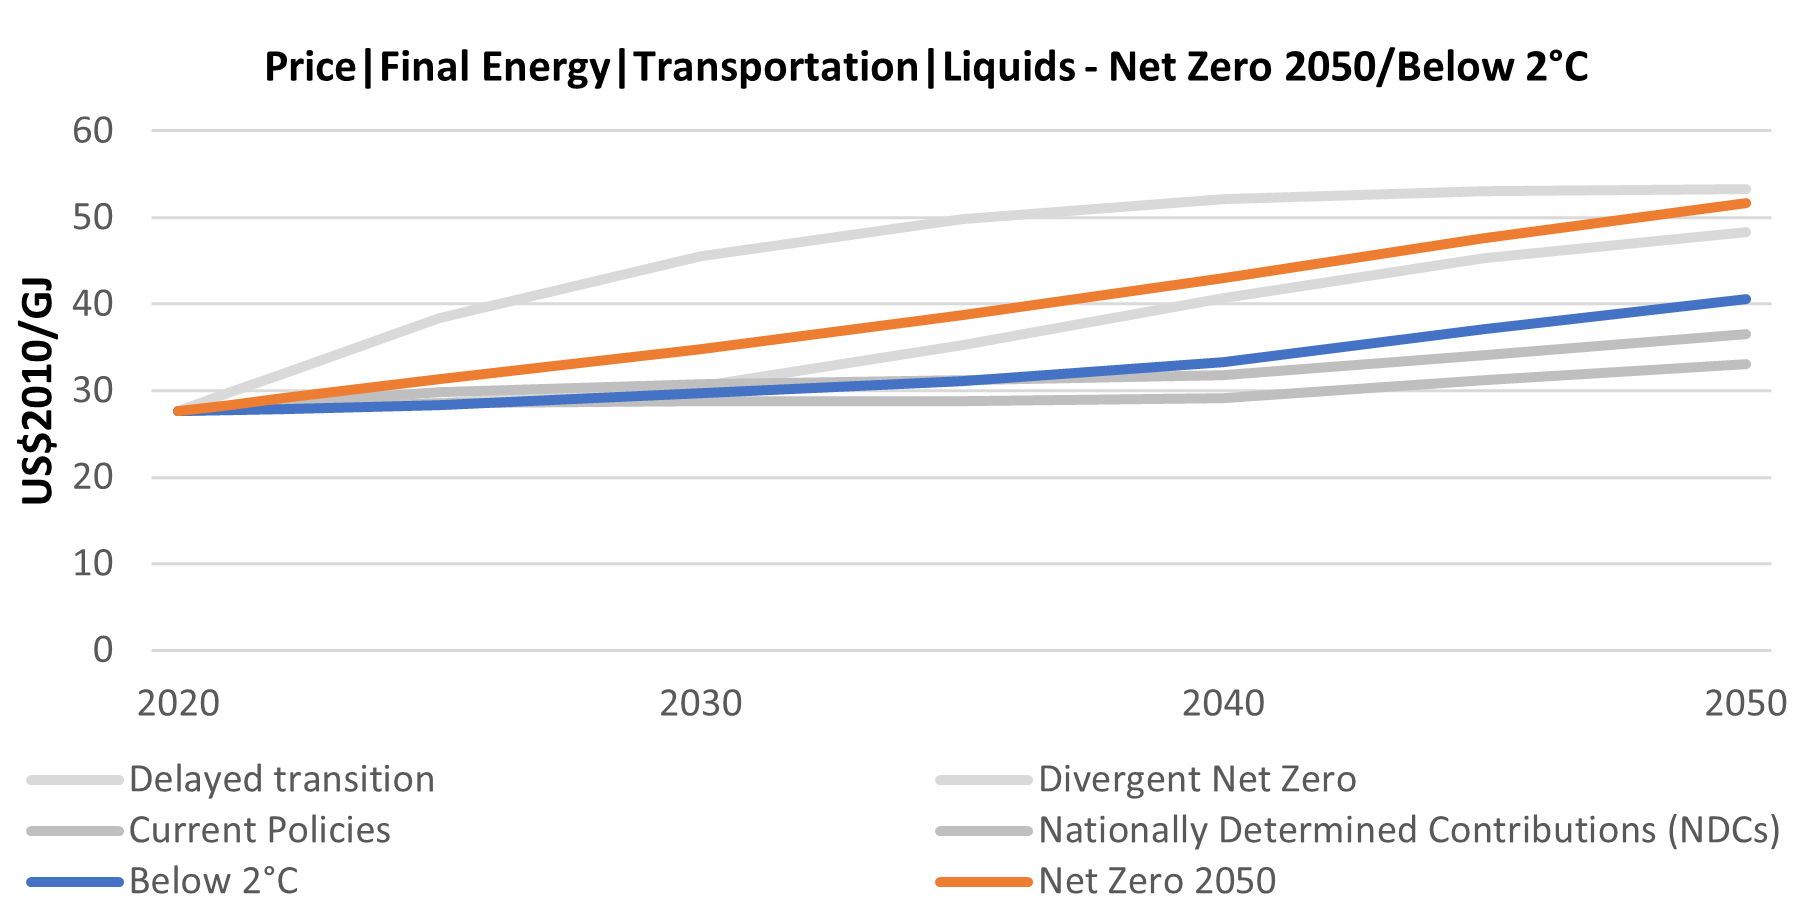 Price|Final Energy|Transportation|Liquids - Net Zero 2050/Below 2°C
US$2010/GJ
60
50
40
30
20
10
0
2020 2030 2040 2050
Delayed transition Divergent Net Zero
Current Policies Nationally Determined Contributions (NDCs)
Below 2°C Net Zero 2050